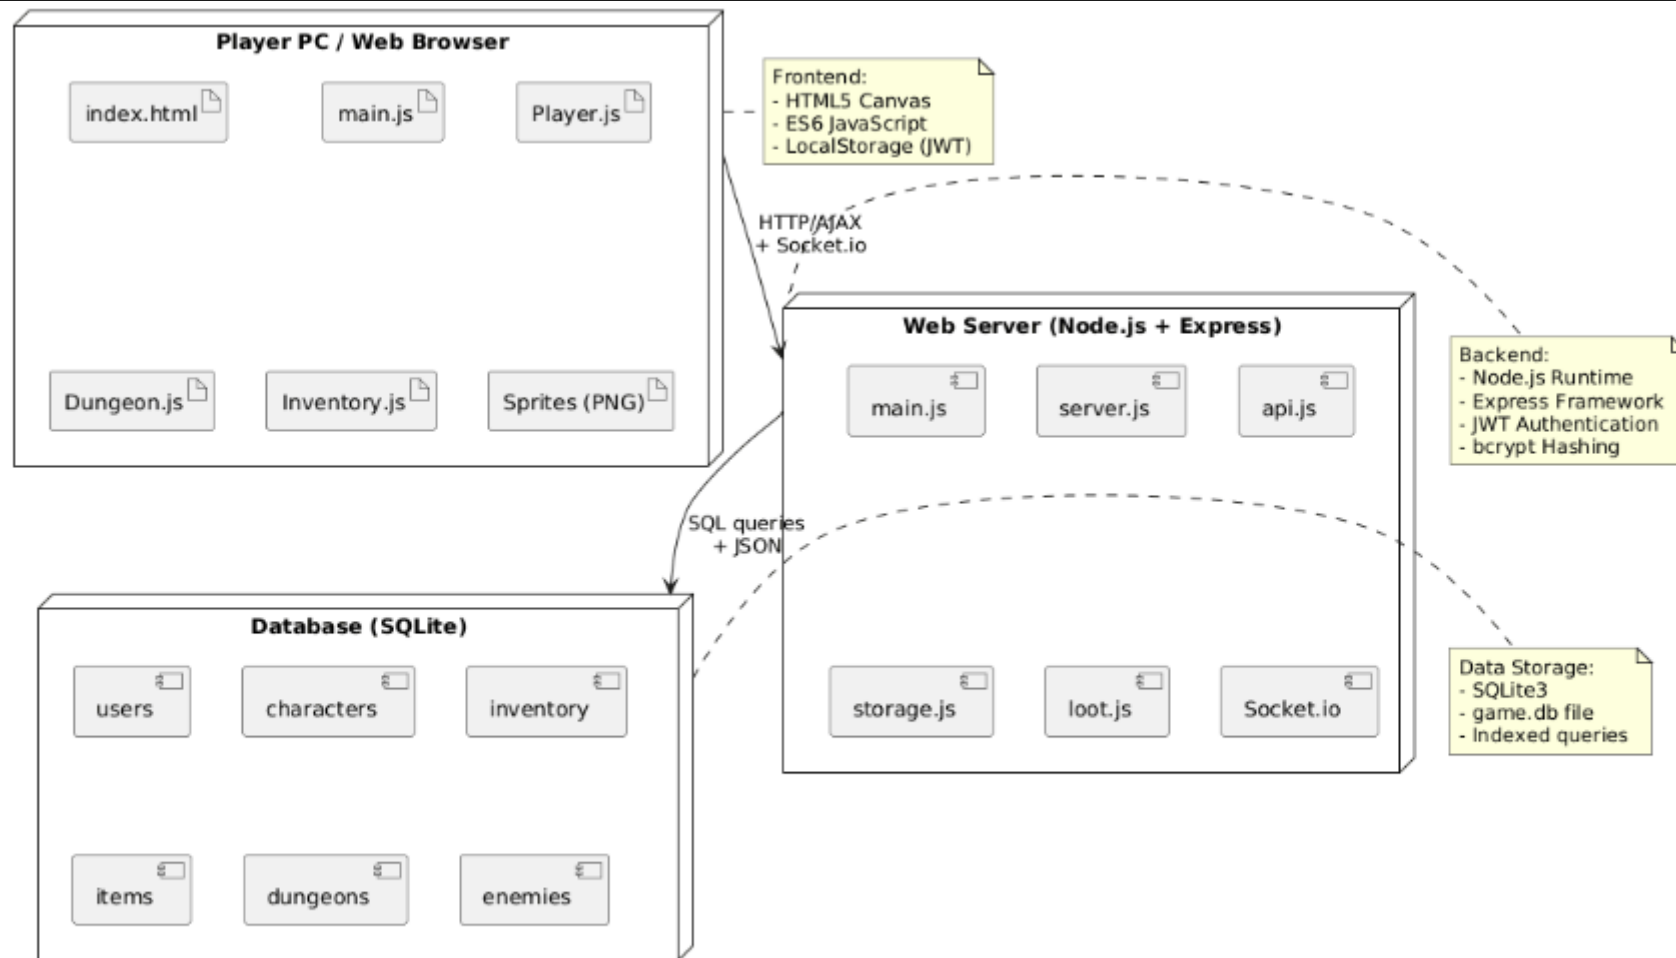 Player PC / Web Browser
index.html
main.js
Player.js
Dungeon.js
Inventory.js
Sprites (PNG)
Frontend:
- HTML5 Canvas
- ES6 JavaScript
- LocalStorage (JWT)
HTTP/AJAX
+ Socket.io
Web Server (Node.js + Express)
main.js
server.js
api.js
storage.js
loot.js
Socket.io
Backend:
- Node.js Runtime
- Express Framework
- JWT Authentication
- bcrypt Hashing
SQL queries
+ JSON
Database (SQLite)
users
characters
inventory
items
dungeons
enemies
Data Storage:
- SQLite3
- game.db file
- Indexed queries